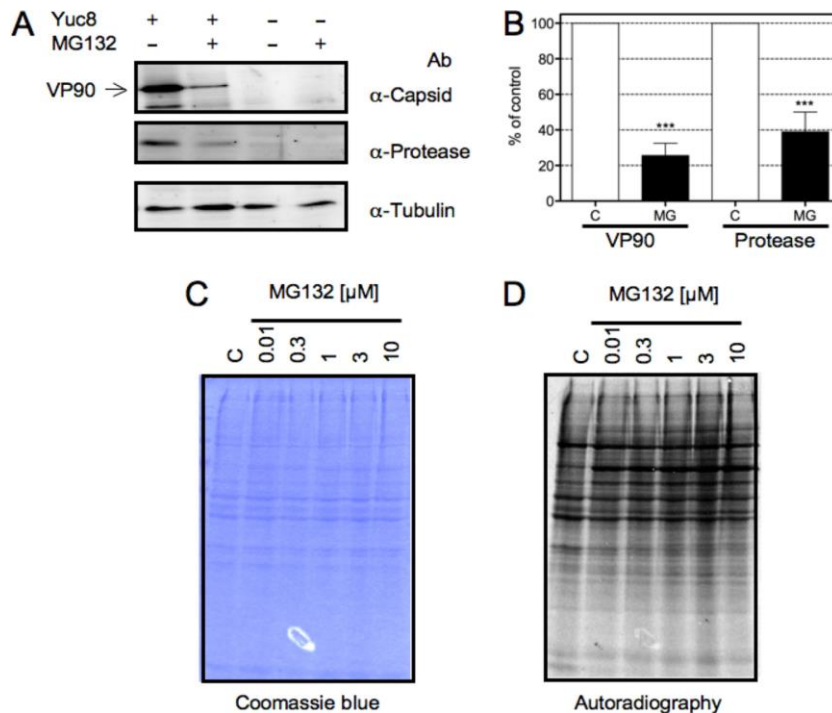 A
Yuc8 + + – –
MG132 – + – +
Ab
VP90
α-Capsid
α-Protease
α-Tubulin
B
% of control
100
80
60
40
20
0
***
***
C MG C MG
VP90 Protease
C
MG132 [µM]
C 0.01 0.3 1 3 10
Coomassie blue
D
MG132 [µM]
C 0.01 0.3 1 3 10
Autoradiography